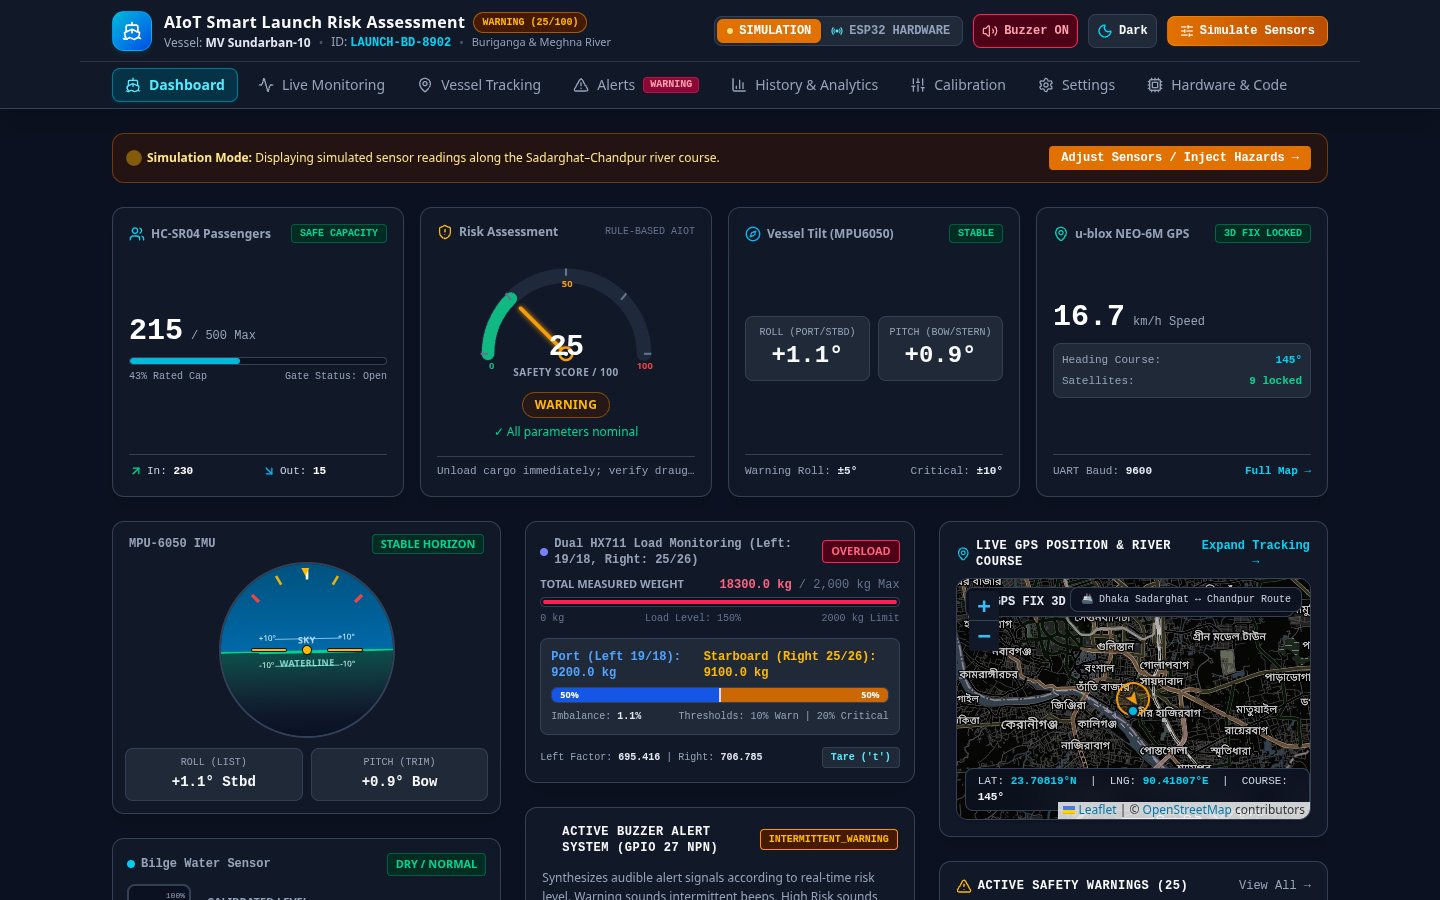 AIoT Smart Launch Risk Assessment
WARNING (25/100)
Vessel: MV Sundarban-10 • ID: LAUNCH-BD-8902 • Buriganga & Meghna River
SIMULATION
ESP32 HARDWARE
Buzzer ON
Dark
Simulate Sensors
Dashboard
Live Monitoring
Vessel Tracking
Alerts
WARNING
History & Analytics
Calibration
Settings
Hardware & Code
Simulation Mode: Displaying simulated sensor readings along the Sadarghat–Chandpur river course.
Adjust Sensors / Inject Hazards →
HC-SR04 Passengers
SAFE CAPACITY
215 / 500 Max
43% Rated Cap
Gate Status: Open
In: 230
Out: 15
Risk Assessment
RULE-BASED AIOT
50
25
0
100
SAFETY SCORE / 100
WARNING
✓ All parameters nominal
Unload cargo immediately; verify draug…
Vessel Tilt (MPU6050)
STABLE
ROLL (PORT/STBD)
+1.1°
PITCH (BOW/STERN)
+0.9°
Warning Roll: ±5°
Critical: ±10°
u-blox NEO-6M GPS
3D FIX LOCKED
16.7 km/h Speed
Heading Course: 145°
Satellites: 9 locked
UART Baud: 9600
Full Map →
MPU-6050 IMU
STABLE HORIZON
+10° SKY +10°
-10° WATERLINE -10°
ROLL (LIST)
+1.1° Stbd
PITCH (TRIM)
+0.9° Bow
Bilge Water Sensor
DRY / NORMAL
100%
Dual HX711 Load Monitoring (Left:
19/18, Right: 25/26)
OVERLOAD
TOTAL MEASURED WEIGHT
18300.0 kg / 2,000 kg Max
0 kg
Load Level: 150%
2000 kg Limit
Port (Left 19/18):
9200.0 kg
Starboard (Right 25/26):
9100.0 kg
50%
50%
Imbalance: 1.1%
Thresholds: 10% Warn | 20% Critical
Left Factor: 695.416 | Right: 706.785
Tare ('t')
ACTIVE BUZZER ALERT
SYSTEM (GPIO 27 NPN)
INTERMITTENT_WARNING
Synthesizes audible alert signals according to real-time risk
level. Warning sounds intermittent beeps. High Risk sounds
LIVE GPS POSITION & RIVER
COURSE
Expand Tracking
→
+
−
GPS FIX 3D
Dhaka Sadarghat ↔ Chandpur Route
গ্রীন মডেল টাউন
নবাবগঞ্জ
গুলিস্তান
কামরাঙ্গীরচর
বংশাল
গোলাপবাগ
সায়দাবাদ
তাঁতি বাজার
জিঞ্জিরা
মাতুয়াইল
কেরানীগঞ্জ
কালিগঞ্জ
রায়েরবাগ
নাজিরাবাগ
পোস্তগোলা
স্মৃতিধারা
LAT: 23.70819°N | LNG: 90.41807°E | COURSE:
145°
Leaflet | © OpenStreetMap contributors
ACTIVE SAFETY WARNINGS (25)
View All →